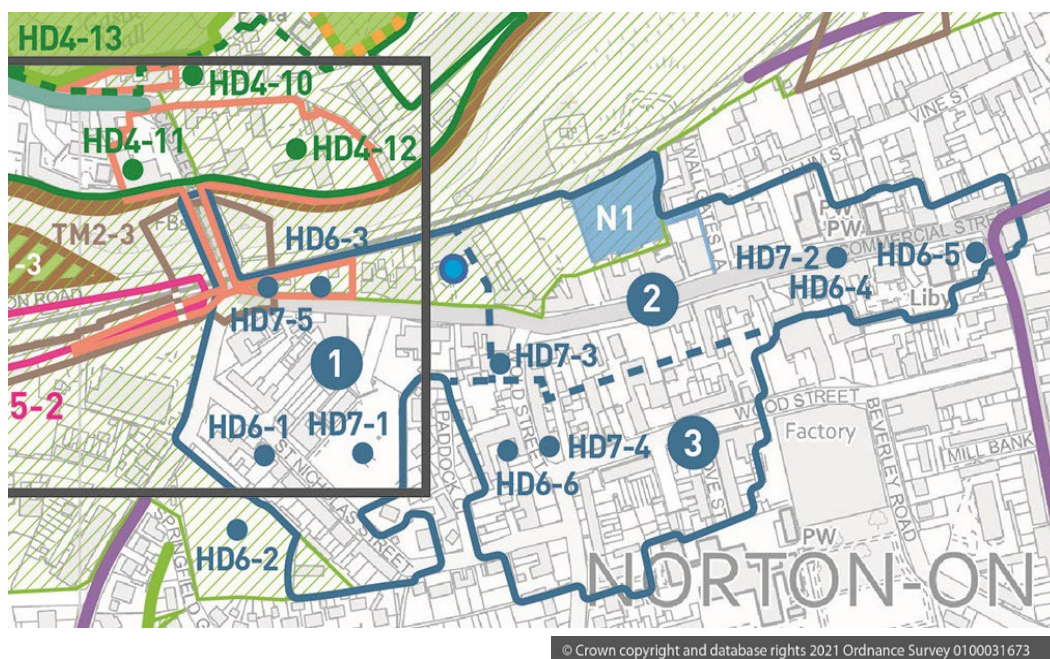 HD4-13
HD4-10
HD4-11
HD4-12
VINE ST
TM2-3
FBS
HD6-3
N1
-3
HD7-2
PW
COMMERCIAL STREE
HD6-5
HD6-4
Liby
ON ROAD
HD7-5
2
1
HD7-3
5-2
WOOD STREET
HD6-1
HD7-1
Factory
3
HD7-4
HD6-6
MILL BANK
BEVERLEY ROAD
ST NICHOLAS STREET
PADDOCK
PW
HD6-2
NORTON-ON
© Crown copyright and database rights 2021 Ordnance Survey 0100031673